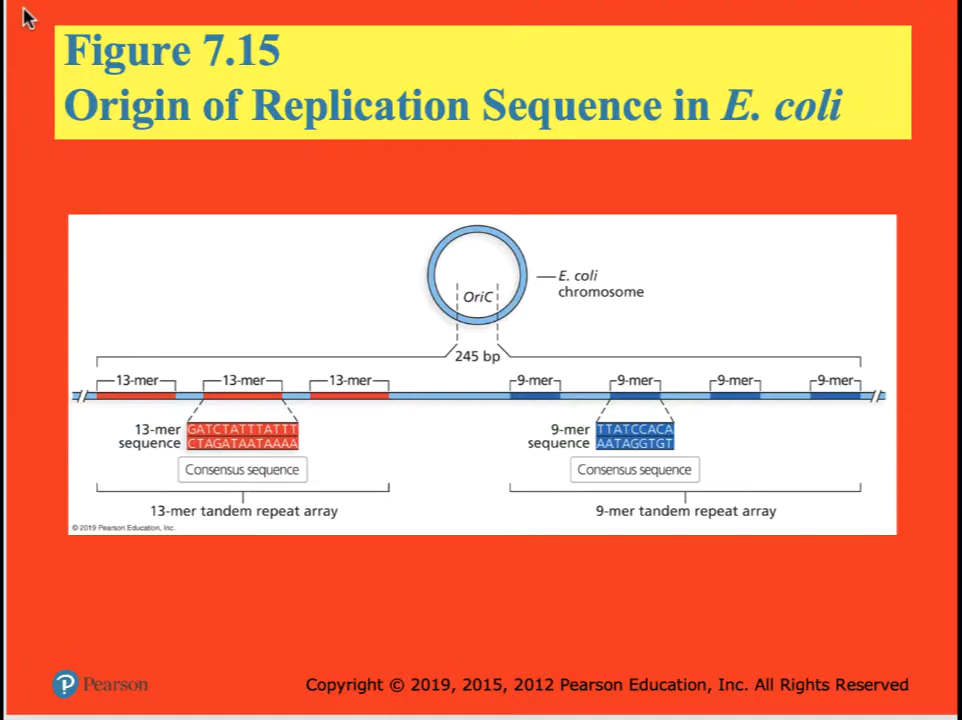 Figure 7.15
Origin of Replication Sequence in E. coli
E. coli
chromosome
OriC
245 bp
13-mer 13-mer 13-mer 9-mer 9-mer 9-mer 9-mer
13-mer
sequence
GATCTATTTATTT
CTAGATAATAAAA
Consensus sequence
13-mer tandem repeat array
9-mer
sequence
TTATCCACA
AATAGGTGT
Consensus sequence
9-mer tandem repeat array
© 2019 Pearson Education, Inc.
Pearson
Copyright © 2019, 2015, 2012 Pearson Education, Inc. All Rights Reserved